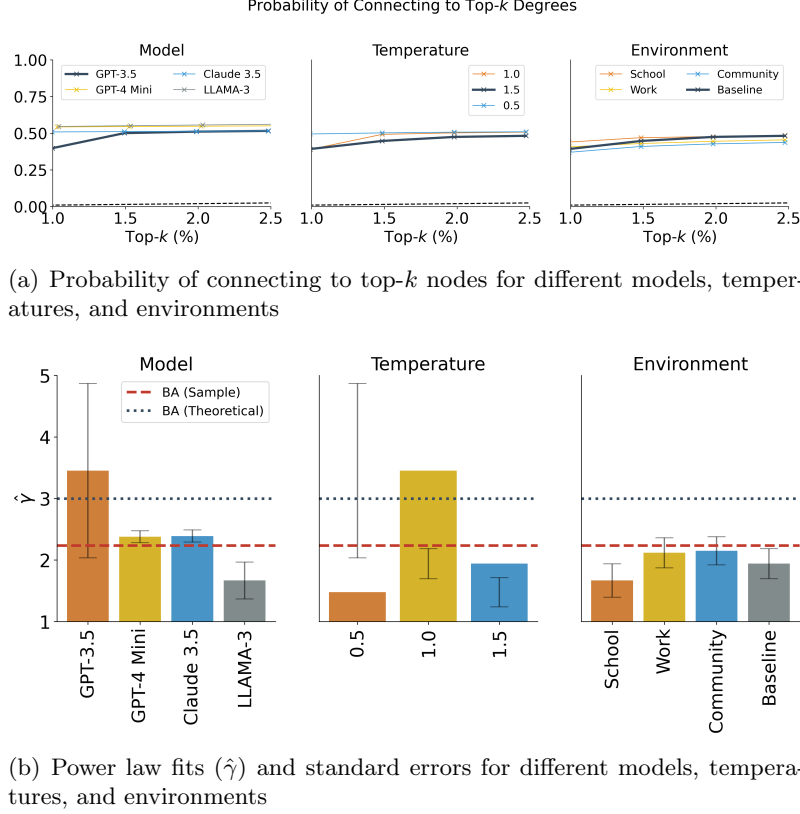 Probability of Connecting to Top-k Degrees
Model
Temperature
Environment
1.00
0.75
0.50
0.25
0.00
GPT-3.5
GPT-4 Mini
Claude 3.5
LLAMA-3
1.0
1.5
0.5
School
Work
Community
Baseline
1.0 1.5 2.0 2.5
1.0 1.5 2.0 2.5
1.0 1.5 2.0 2.5
Top-k (%)
Top-k (%)
Top-k (%)
(a) Probability of connecting to top-k nodes for different models, temper-
atures, and environments
Model
Temperature
Environment
5
4
3
2
1
γ̂
BA (Sample)
BA (Theoretical)
GPT-3.5
GPT-4 Mini
Claude 3.5
LLAMA-3
0.5
1.0
1.5
School
Work
Community
Baseline
(b) Power law fits (γ̂) and standard errors for different models, tempera-
tures, and environments